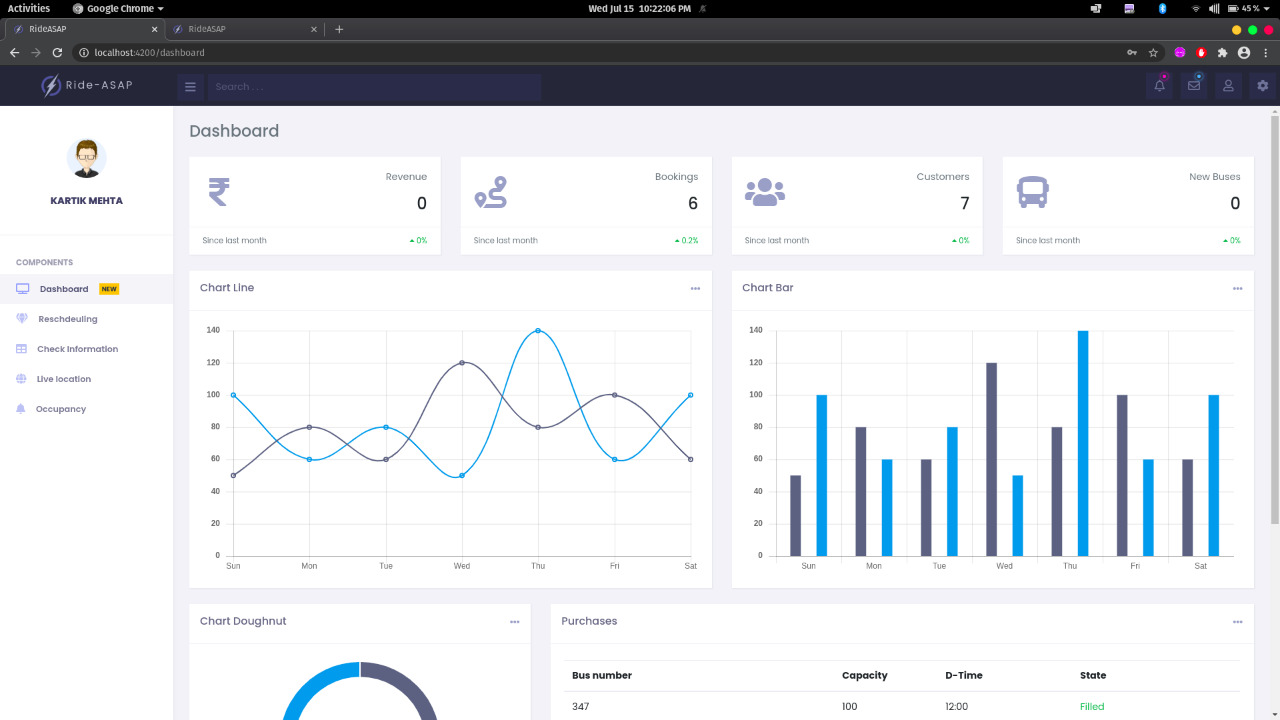 Activities Google Chrome Wed Jul 15 10:22:06 PM 45 %
RideASAP RideASAP
localhost:4200/dashboard
Ride-ASAP Search . . .
Dashboard
KARTIK MEHTA
COMPONENTS
Dashboard NEW
Reschdeuling
Check Information
Live location
Occupancy
Revenue
0
Since last month 0%
Bookings
6
Since last month 0.2%
Customers
7
Since last month 0%
New Buses
0
Since last month 0%
Chart Line
140
120
100
80
60
40
20
0
Sun Mon Tue Wed Thu Fri Sat
Chart Bar
140
120
100
80
60
40
20
0
Sun Mon Tue Wed Thu Fri Sat
Chart Doughnut
Purchases
Bus number Capacity D-Time State
347 100 12:00 Filled